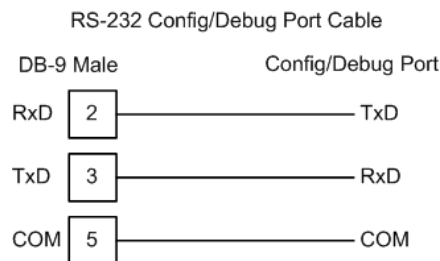 RS-232 Config/Debug Port Cable
DB-9 Male Config/Debug Port
RxD 2 TxD
TxD 3 RxD
COM 5 COM